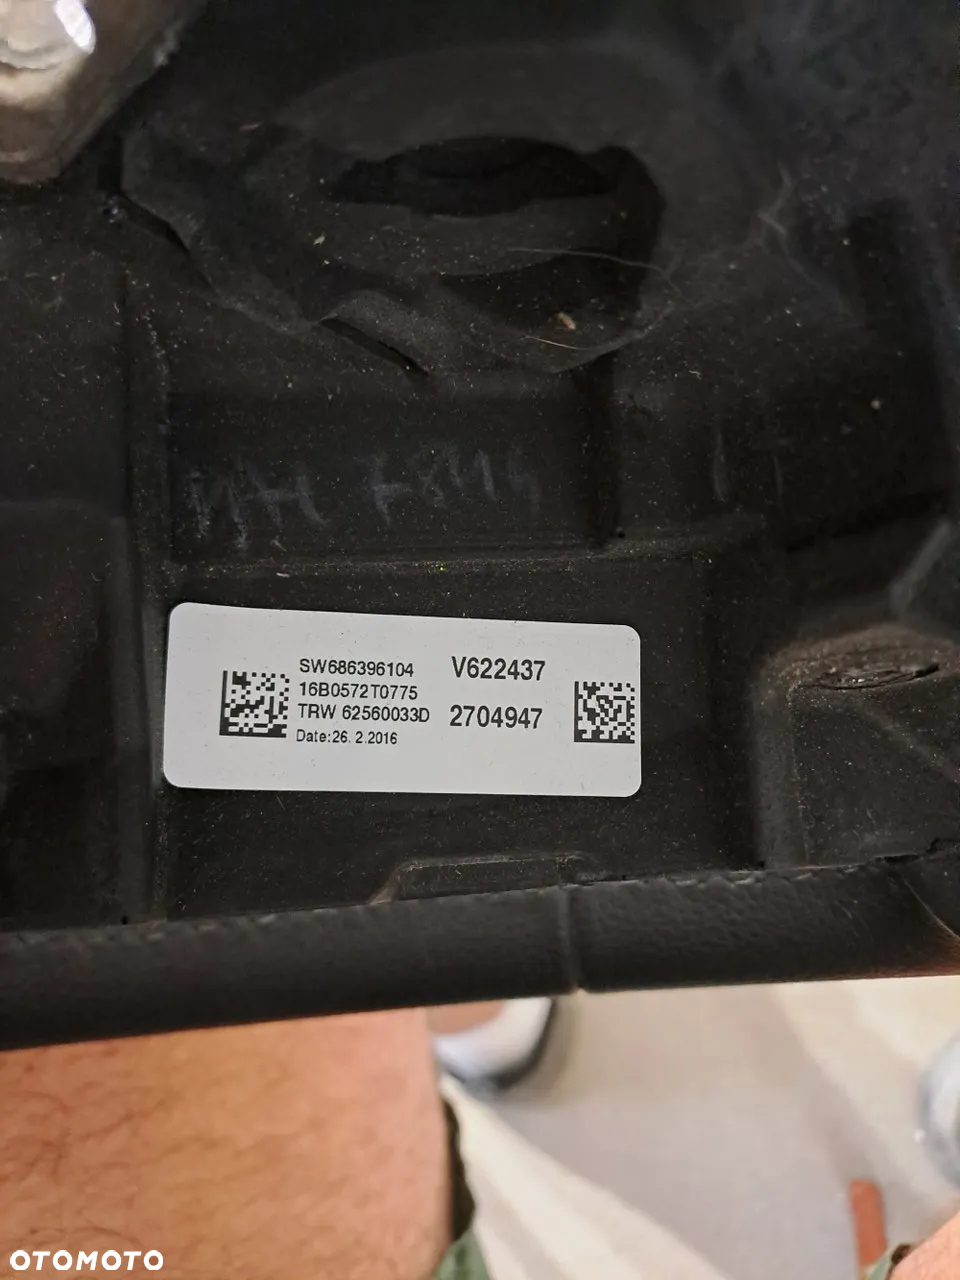 SW686396104
16B0572T0775
TRW 62560033D
Date:26. 2.2016
V622437
2704947
OTOMOTO